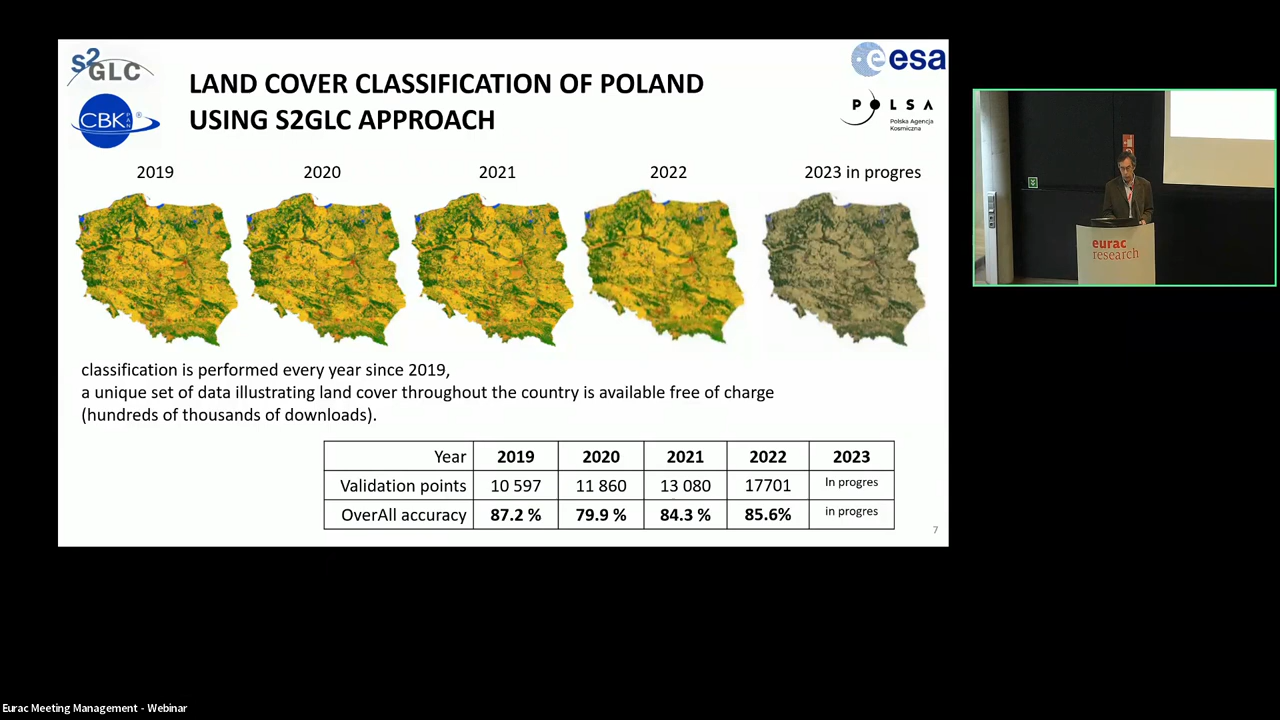 S2
GLC
CBK PAN ®
LAND COVER CLASSIFICATION OF POLAND
USING S2GLC APPROACH
esa
POLSA
Polska Agencja
Kosmiczna
2019
2020
2021
2022
2023 in progres
classification is performed every year since 2019,
a unique set of data illustrating land cover throughout the country is available free of charge
(hundreds of thousands of downloads).
Year 2019 2020 2021 2022 2023
Validation points 10 597 11 860 13 080 17701 In progres
OverAll accuracy 87.2 % 79.9 % 84.3 % 85.6% in progres
7
eurac
research
Eurac Meeting Management - Webinar